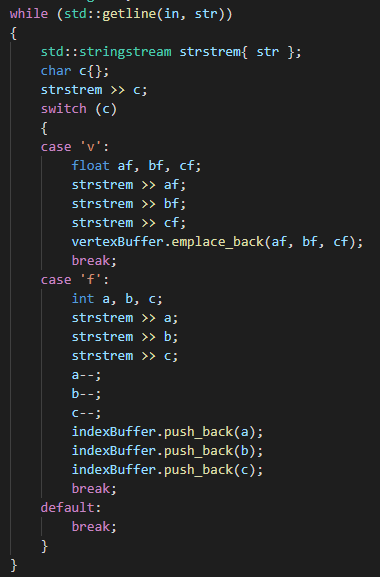 while (std::getline(in, str))
{
    std::stringstream strstrem{ str };
    char c{};
    strstrem >> c;
    switch (c)
    {
    case 'v':
        float af, bf, cf;
        strstrem >> af;
        strstrem >> bf;
        strstrem >> cf;
        vertexBuffer.emplace_back(af, bf, cf);
        break;
    case 'f':
        int a, b, c;
        strstrem >> a;
        strstrem >> b;
        strstrem >> c;
        a--;
        b--;
        c--;
        indexBuffer.push_back(a);
        indexBuffer.push_back(b);
        indexBuffer.push_back(c);
        break;
    default:
        break;
    }
}